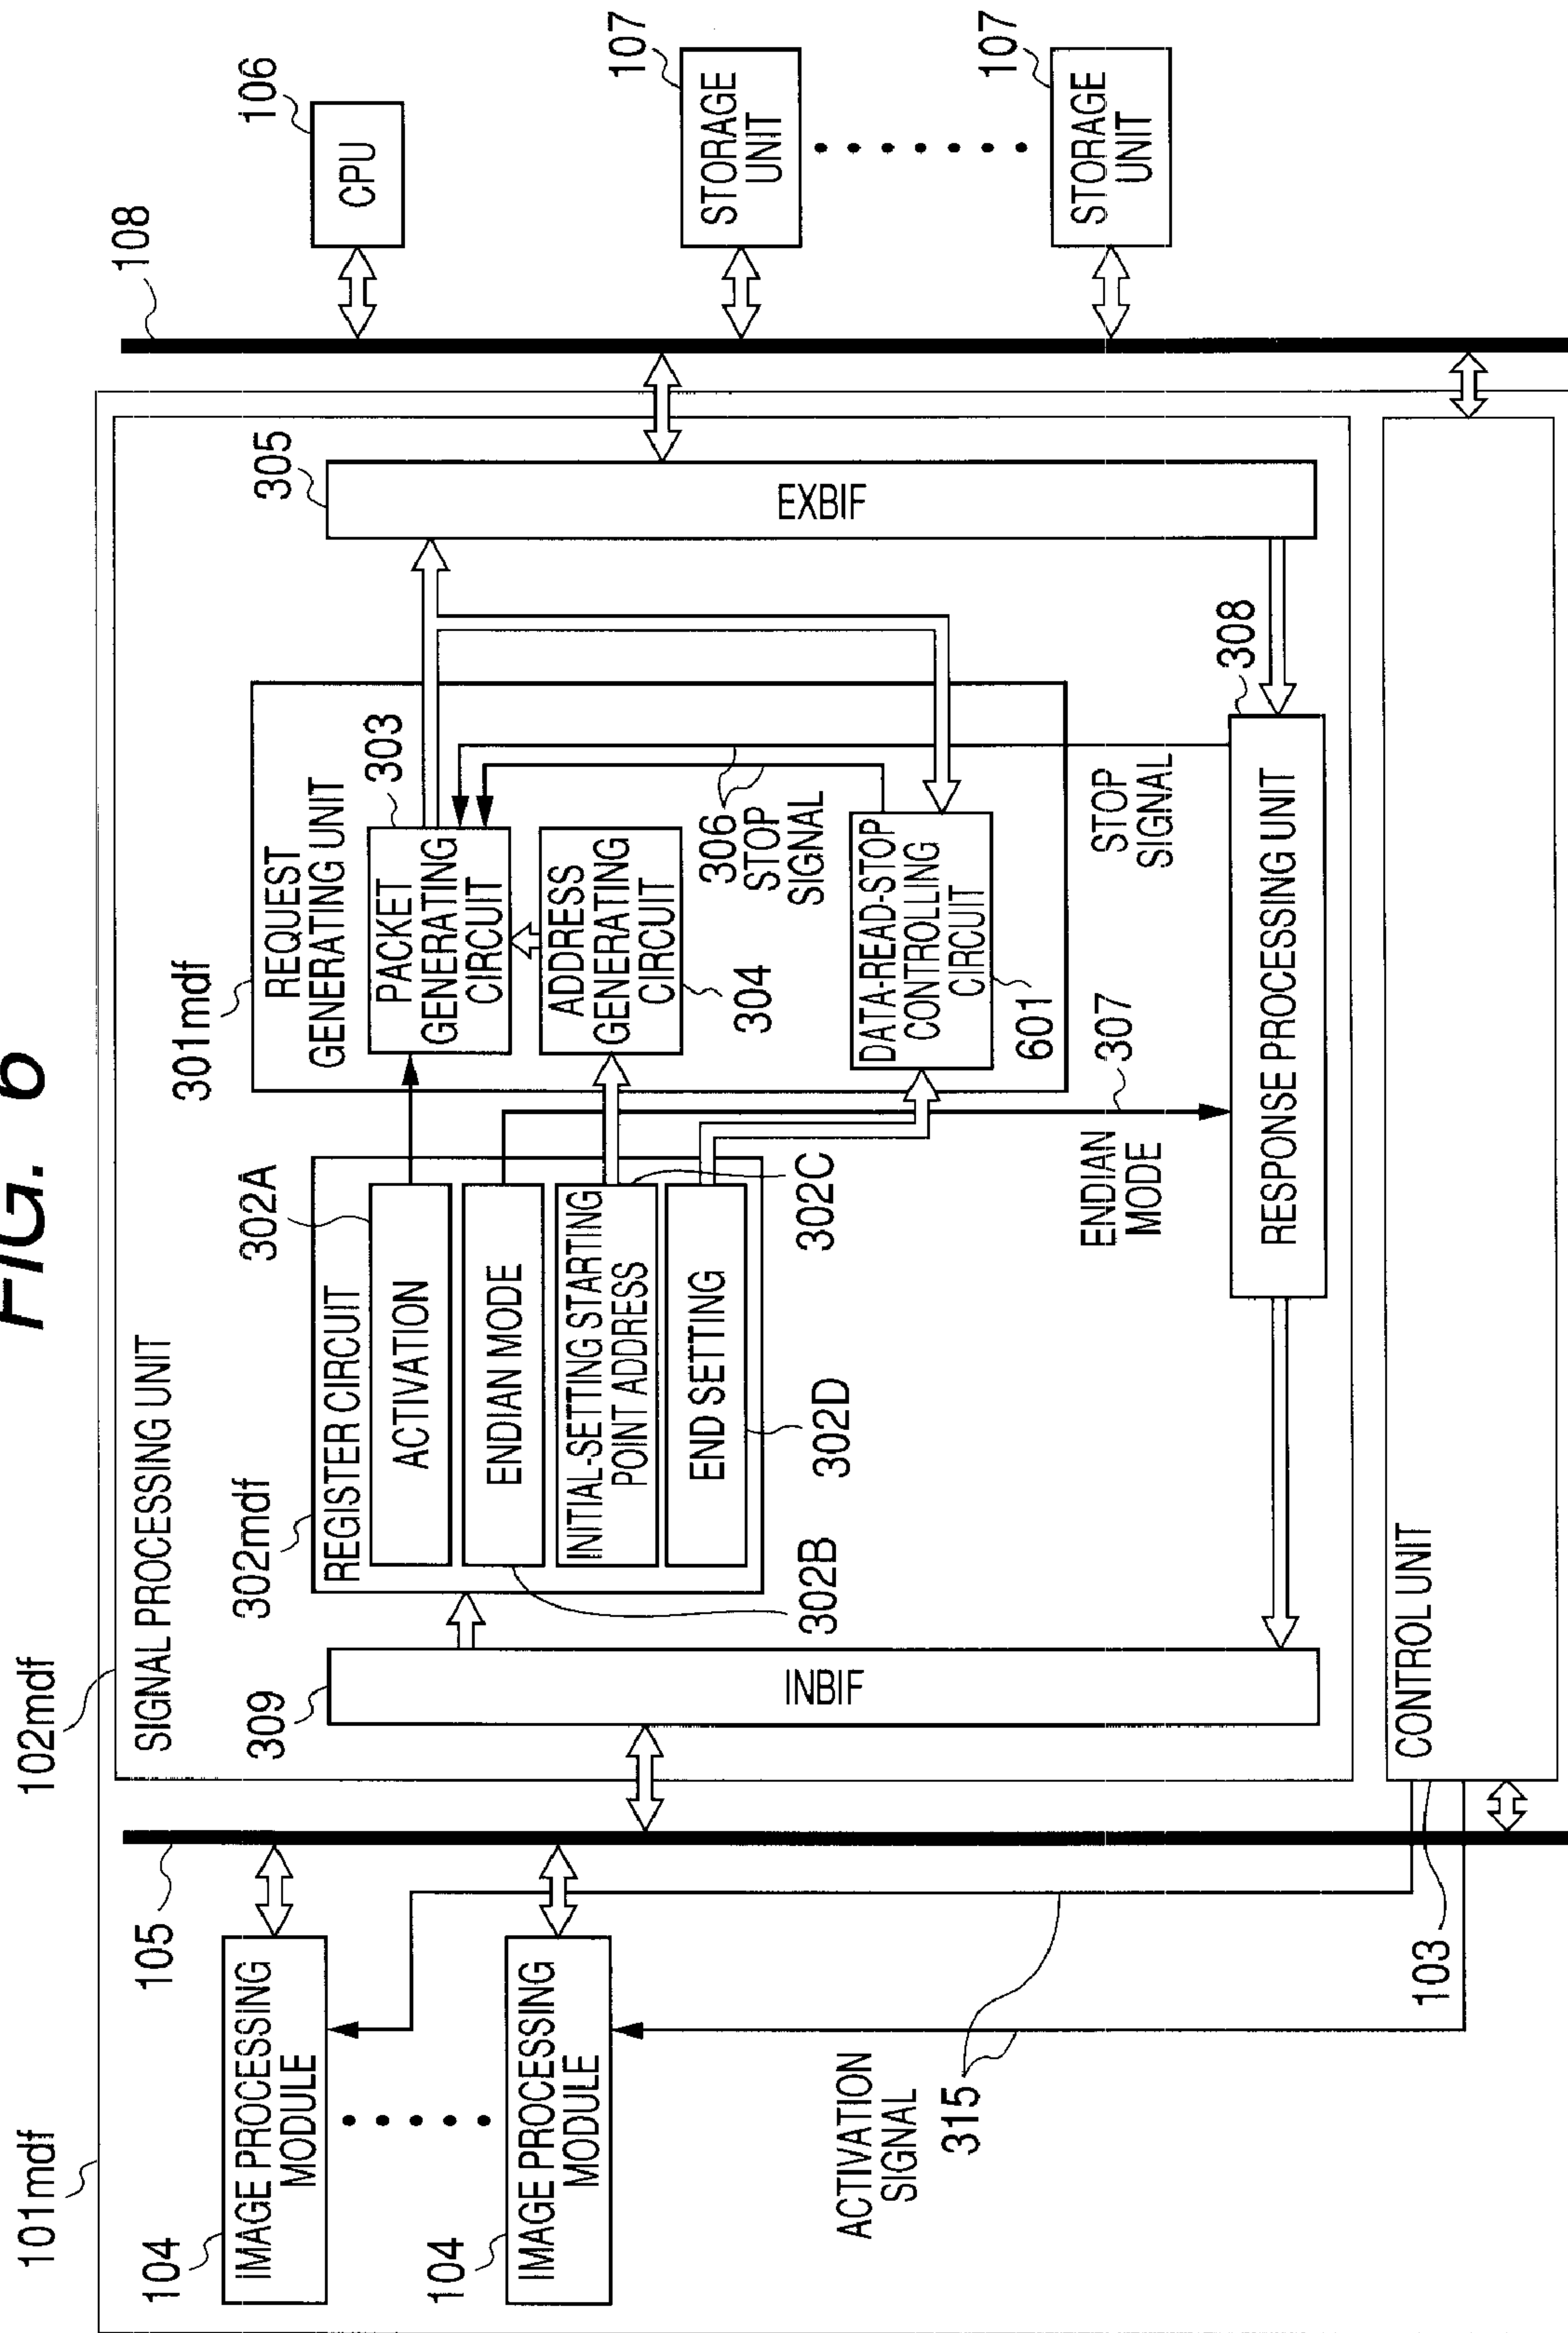 FIG. 6
101mdf
102mdf
SIGNAL PROCESSING UNIT
105
108
104
IMAGE PROCESSING
MODULE
104
IMAGE PROCESSING
MODULE
ACTIVATION
SIGNAL
315
103
CONTROL UNIT
309
INBIF
302mdf
REGISTER CIRCUIT
302A
ACTIVATION
ENDIAN MODE
INITIAL-SETTING STARTING
POINT ADDRESS
END SETTING
302B
302D
302C
301mdf
REQUEST
GENERATING UNIT
303
PACKET
GENERATING
CIRCUIT
ADDRESS
GENERATING
CIRCUIT
304
306
STOP
SIGNAL
DATA-READ-STOP
CONTROLLING
CIRCUIT
601
ENDIAN
MODE
307
STOP
SIGNAL
308
RESPONSE PROCESSING UNIT
305
EXBIF
106
CPU
107
STORAGE
UNIT
107
STORAGE
UNIT